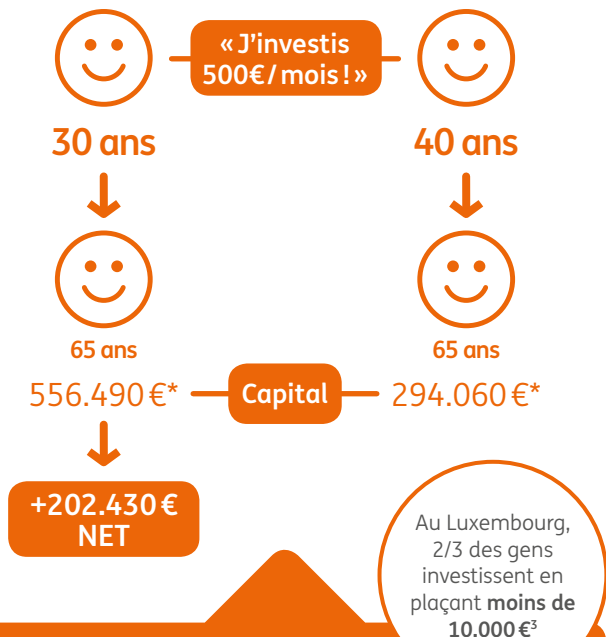 « J’investis
500€/mois!»
30 ans
40 ans
65 ans
65 ans
556.490 €*
Capital
294.060 €*
+202.430 €
NET
Au Luxembourg,
2/3 des gens
investissent en
plaçant moins de
10.000 €³